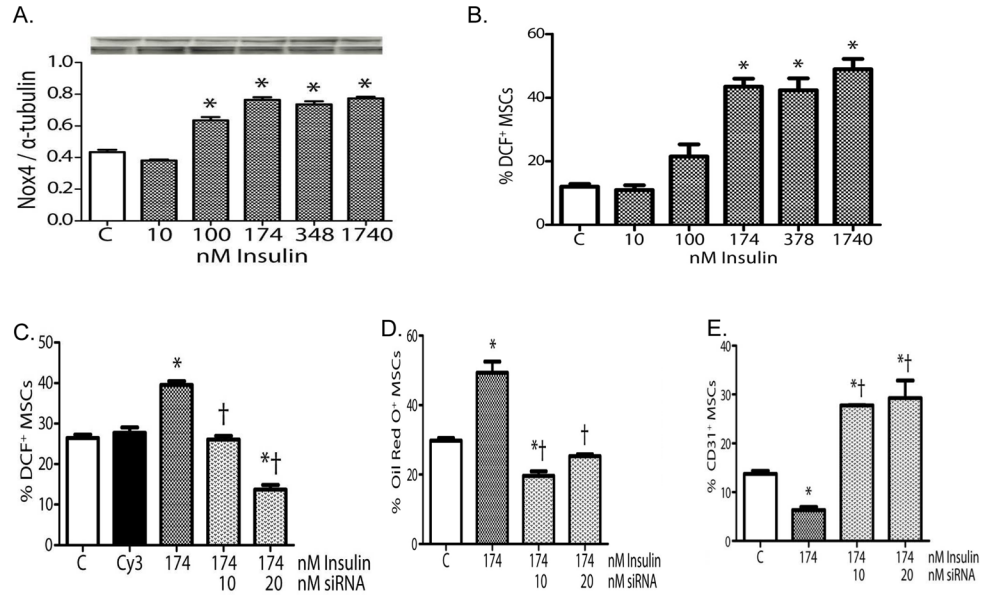 A.
Nox4 / α-tubulin
1.0
0.8
0.6
0.4
0.2
0.0
*
*
*
*
C 10 100 174 348 1740
nM Insulin
B.
% DCF⁺ MSCs
60
40
20
0
*
*
*
C 10 100 174 378 1740
nM Insulin
C.
% DCF⁺ MSCs
50
40
30
20
10
0
*
†
*†
C Cy3 174 174 174 nM Insulin
10 20 nM siRNA
D.
% Oil Red O⁺ MSCs
60
40
20
0
*
*†
†
C 174 174 174 nM Insulin
10 20 nM siRNA
E.
% CD31⁺ MSCs
40
30
20
10
0
*
*†
*†
C 174 174 174 nM Insulin
10 20 nM siRNA